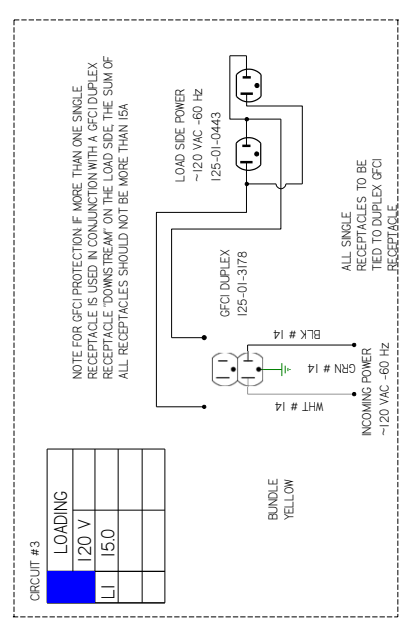 CIRCUIT #3
LOADING
120 V
L1 15.0
NOTE FOR GFCI PROTECTION: IF MORE THAN ONE SINGLE
RECEPTACLE IS USED IN CONJUNCTION WITH A GFCI DUPLEX
RECEPTACLE "DOWNSTREAM" ON THE LOAD SIDE, THE SUM OF
ALL RECEPTACLES SHOULD NOT BE MORE THAN 15A
LOAD SIDE POWER
~120 VAC -60 Hz
125-01-0443
GFCI DUPLEX
125-01-3178
BUNDLE
YELLOW
WHT # 14
GRN # 14
BLK # 14
INCOMING POWER
~120 VAC -60 Hz
ALL SINGLE
RECEPTACLES TO BE
TIED TO DUPLEX GFCI
RECEPTACLE